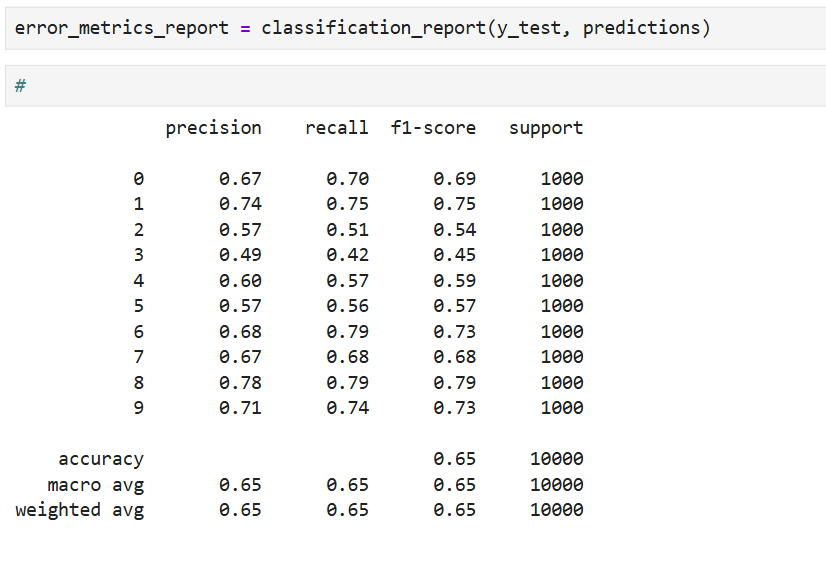 error_metrics_report = classification_report(y_test, predictions)
#
precision recall f1-score support
0 0.67 0.70 0.69 1000
1 0.74 0.75 0.75 1000
2 0.57 0.51 0.54 1000
3 0.49 0.42 0.45 1000
4 0.60 0.57 0.59 1000
5 0.57 0.56 0.57 1000
6 0.68 0.79 0.73 1000
7 0.67 0.68 0.68 1000
8 0.78 0.79 0.79 1000
9 0.71 0.74 0.73 1000
accuracy 0.65 10000
macro avg 0.65 0.65 0.65 10000
weighted avg 0.65 0.65 0.65 10000